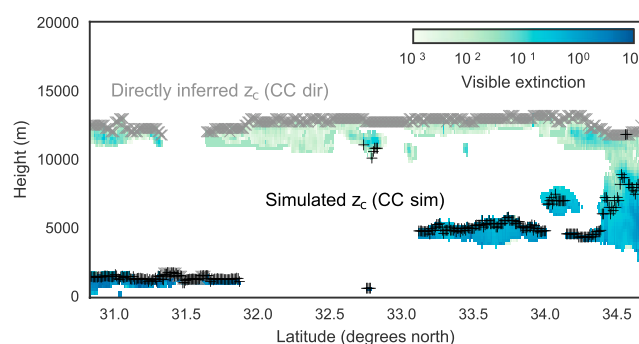 20000
15000
10000
5000
0
Height (m)
10 3 10 2 10 1 10 0 10
Visible extinction
Directly inferred z c (CC dir)
Simulated z c (CC sim)
31.0 31.5 32.0 32.5 33.0 33.5 34.0 34.5
Latitude (degrees north)